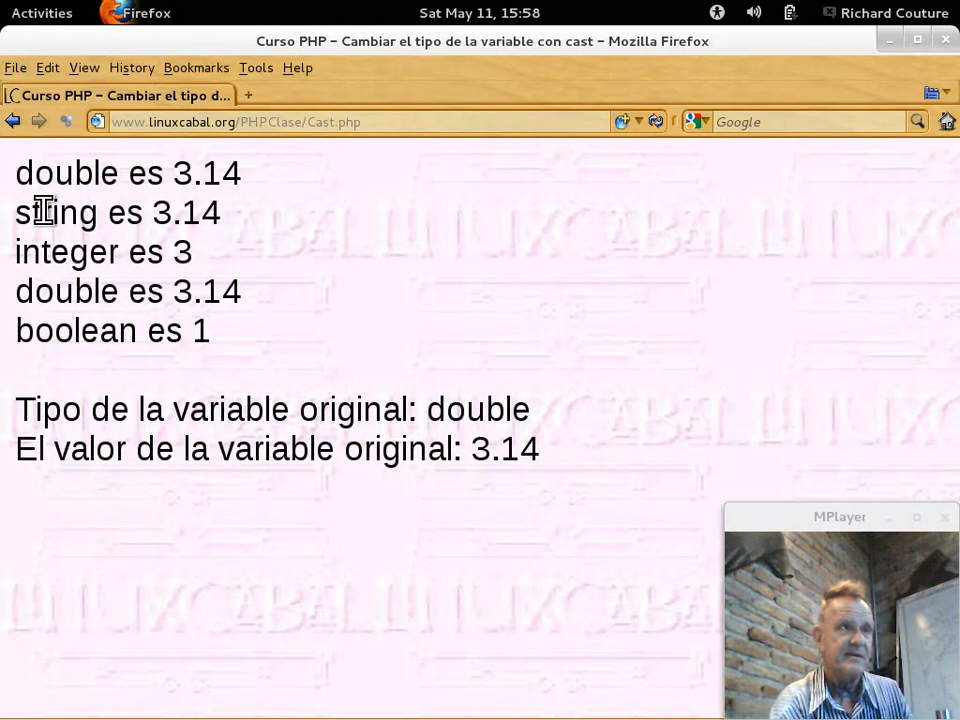 Activities Firefox Sat May 11, 15:58 Richard Couture
Curso PHP - Cambiar el tipo de la variable con cast - Mozilla Firefox
File Edit View History Bookmarks Tools Help
Curso PHP - Cambiar el tipo d... +
www.linuxcabal.org/PHPClase/Cast.php Google
double es 3.14
string es 3.14
integer es 3
double es 3.14
boolean es 1
Tipo de la variable original: double
El valor de la variable original: 3.14
MPlayer